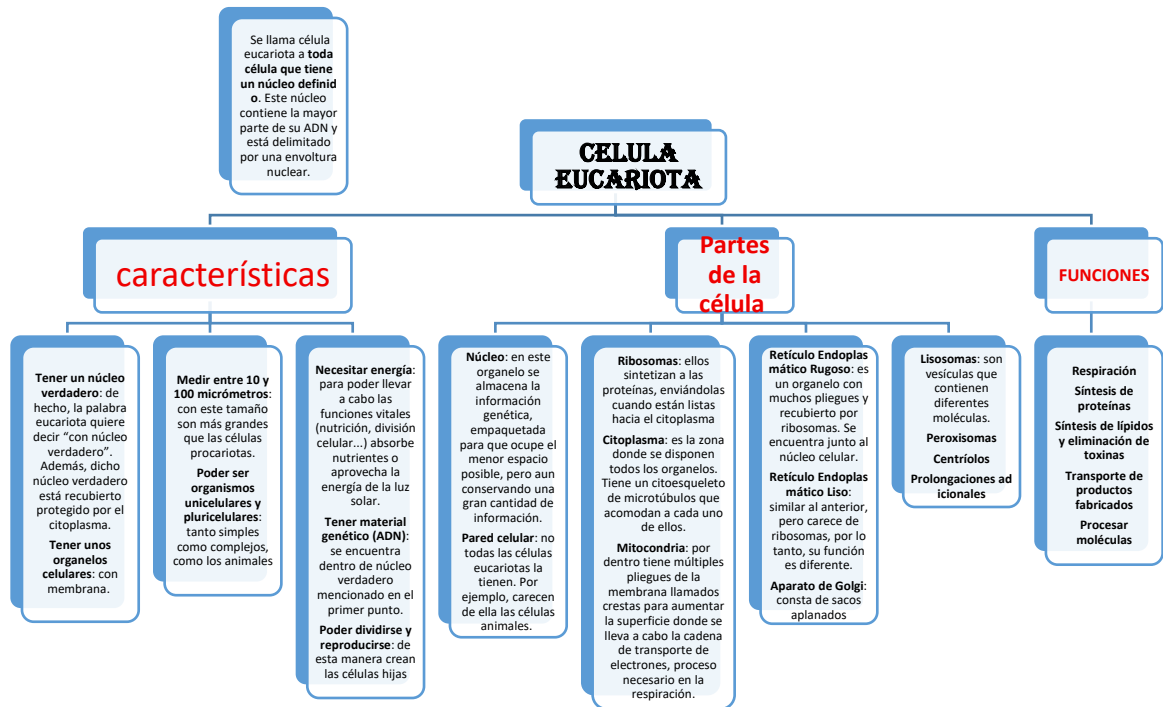 Se llama célula
eucariota a toda
célula que tiene
un núcleo definid
o. Este núcleo
contiene la mayor
parte de su ADN y
está delimitado
por una envoltura
nuclear.
CELULA
EUCARIOTA
características
Partes
de la
célula
FUNCIONES
Tener un núcleo
verdadero: de
hecho, la palabra
eucariota quiere
decir “con núcleo
verdadero”.
Además, dicho
núcleo verdadero
está recubierto
protegido por el
citoplasma.
Tener unos
organelos
celulares: con
membrana.
Medir entre 10 y
100 micrómetros:
con este tamaño
son más grandes
que las células
procariotas.
Poder ser
organismos
unicelulares y
pluricelulares:
tanto simples
como complejos,
como los animales
Necesitar energía:
para poder llevar
a cabo las
funciones vitales
(nutrición, división
celular...) absorbe
nutrientes o
aprovecha la
energía de la luz
solar.
Tener material
genético (ADN):
se encuentra
dentro de núcleo
verdadero
mencionado en el
primer punto.
Poder dividirse y
reproducirse: de
esta manera crean
las células hijas
Núcleo: en este
organelo se
almacena la
información
genética,
empaquetada
para que ocupe el
menor espacio
posible, pero aun
conservando una
gran cantidad de
información.
Pared celular: no
todas las células
eucariotas la
tienen. Por
ejemplo, carecen
de ella las células
animales.
Ribosomas: ellos
sintetizan a las
proteínas, enviándolas
cuando están listas
hacia el citoplasma
Citoplasma: es la zona
donde se disponen
todos los organelos.
Tiene un citoesqueleto
de microtúbulos que
acomodan a cada uno
de ellos.
Mitocondria: por
dentro tiene múltiples
pliegues de la
membrana llamados
crestas para aumentar
la superficie donde se
lleva a cabo la cadena
de transporte de
electrones, proceso
necesario en la
respiración.
Retículo Endoplas
mático Rugoso: es
un organelo con
muchos pliegues y
recubierto por
ribosomas. Se
encuentra junto al
núcleo celular.
Retículo Endoplas
mático Liso:
similar al anterior,
pero carece de
ribosomas, por lo
tanto, su función
es diferente.
Aparato de Golgi:
consta de sacos
aplanados
Lisosomas: son
vesículas que
contienen
diferentes
moléculas.
Peroxisomas
Centríolos
Prolongaciones ad
icionales
Respiración
Síntesis de
proteínas
Síntesis de lípidos
y eliminación de
toxinas
Transporte de
productos
fabricados
Procesar
moléculas